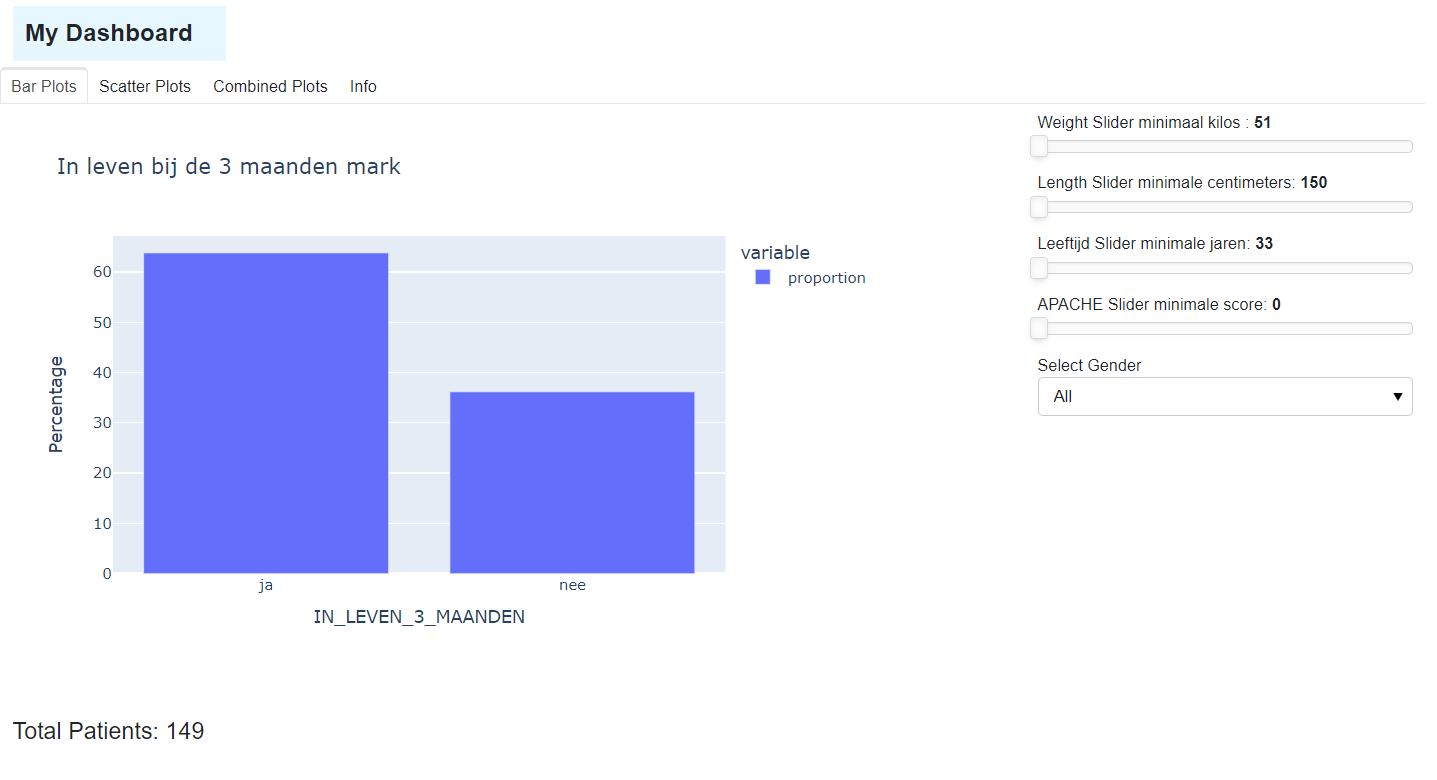 My Dashboard
Bar Plots
Scatter Plots
Combined Plots
Info
In leven bij de 3 maanden mark
Percentage
60
50
40
30
20
10
0
ja
nee
IN_LEVEN_3_MAANDEN
variable
proportion
Weight Slider minimaal kilos : 51
Length Slider minimale centimeters: 150
Leeftijd Slider minimale jaren: 33
APACHE Slider minimale score: 0
Select Gender
All
Total Patients: 149